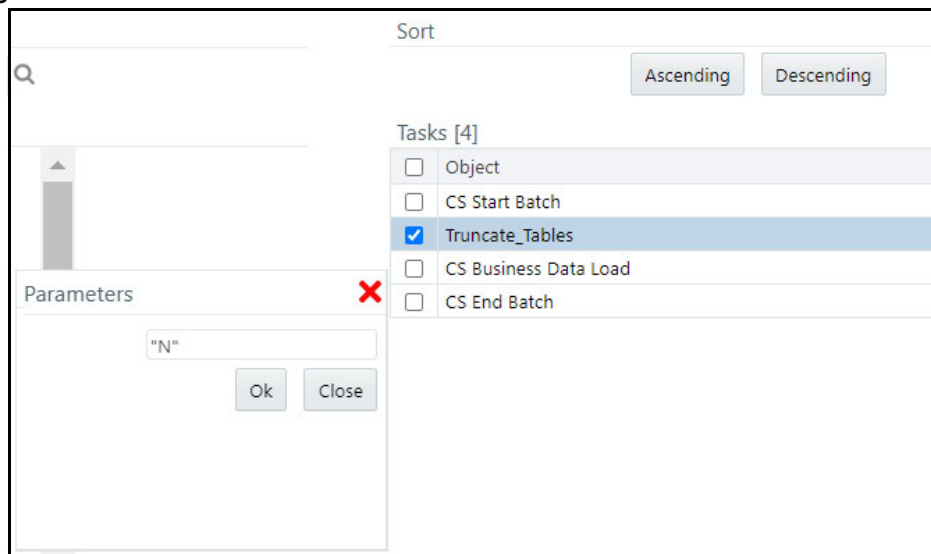 Sort
Ascending Descending
Tasks [4]
Object
CS Start Batch
Truncate_Tables
CS Business Data Load
CS End Batch
Parameters
"N"
Ok Close